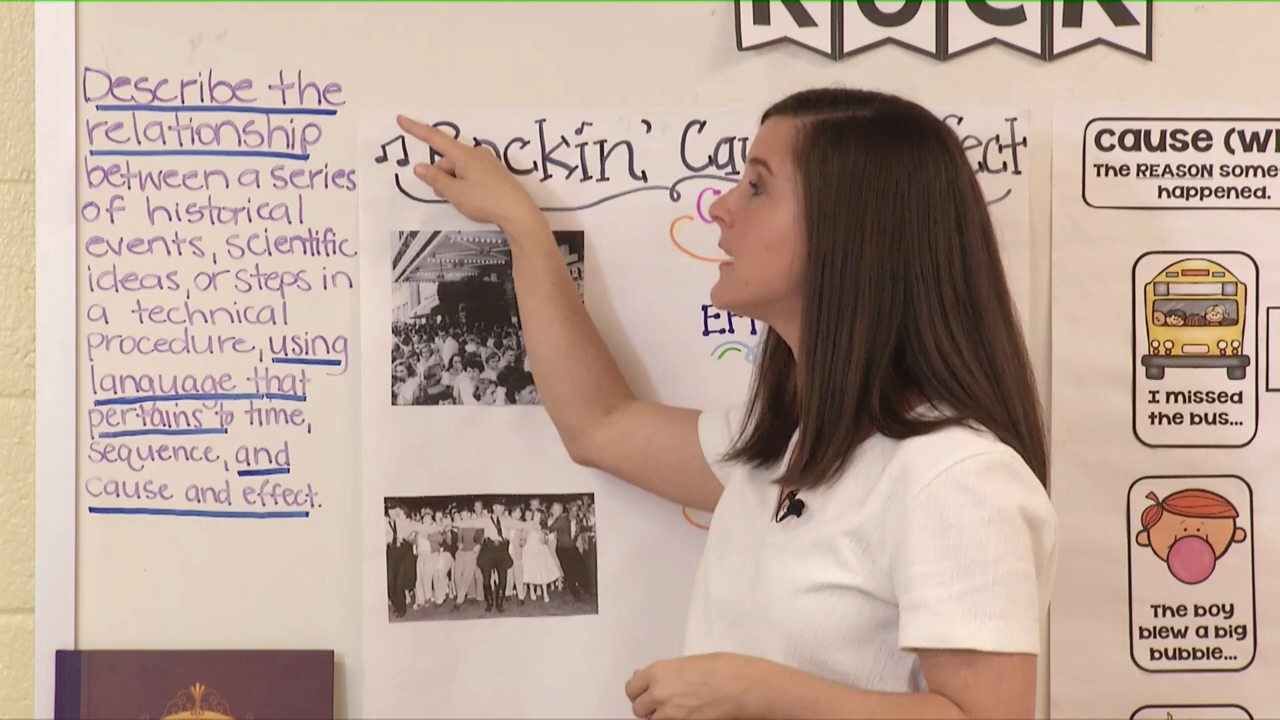 ROCK
Describe the
relationship
between a series
of historical
events, scientific
ideas, or steps in
a technical
procedure, using
language that
pertains to time,
sequence, and
cause and effect.
Rockin'
cause
The REASON
happened.
I missed
the bus...
The boy
blew a big
bubble...